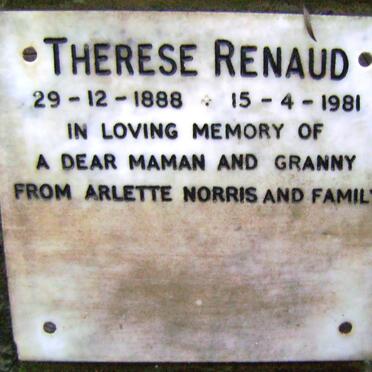 THERESE RENAUD
29-12-1888 15-4-1981
IN LOVING MEMORY OF
A DEAR MAMAN AND GRANNY
FROM ARLETTE NORRIS AND FAMILY